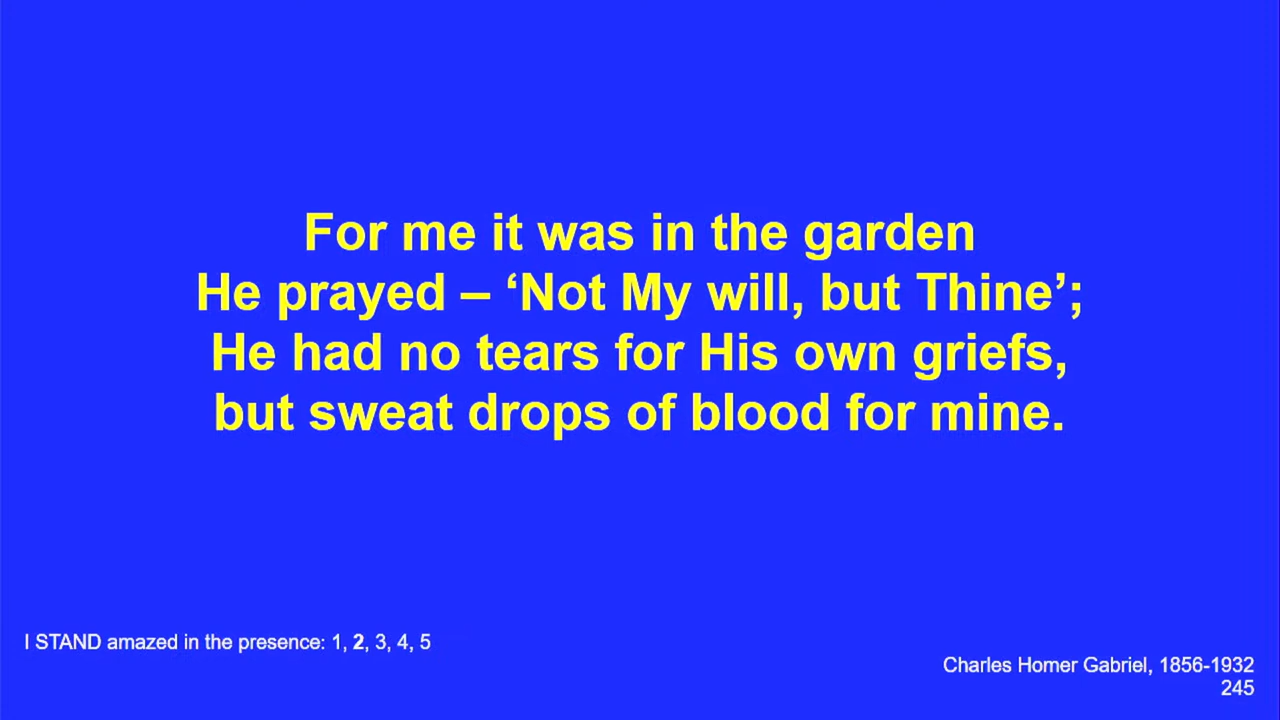 For me it was in the garden
He prayed – ‘Not My will, but Thine’;
He had no tears for His own griefs,
but sweat drops of blood for mine.
I STAND amazed in the presence: 1, 2, 3, 4, 5
Charles Homer Gabriel, 1856-1932
245